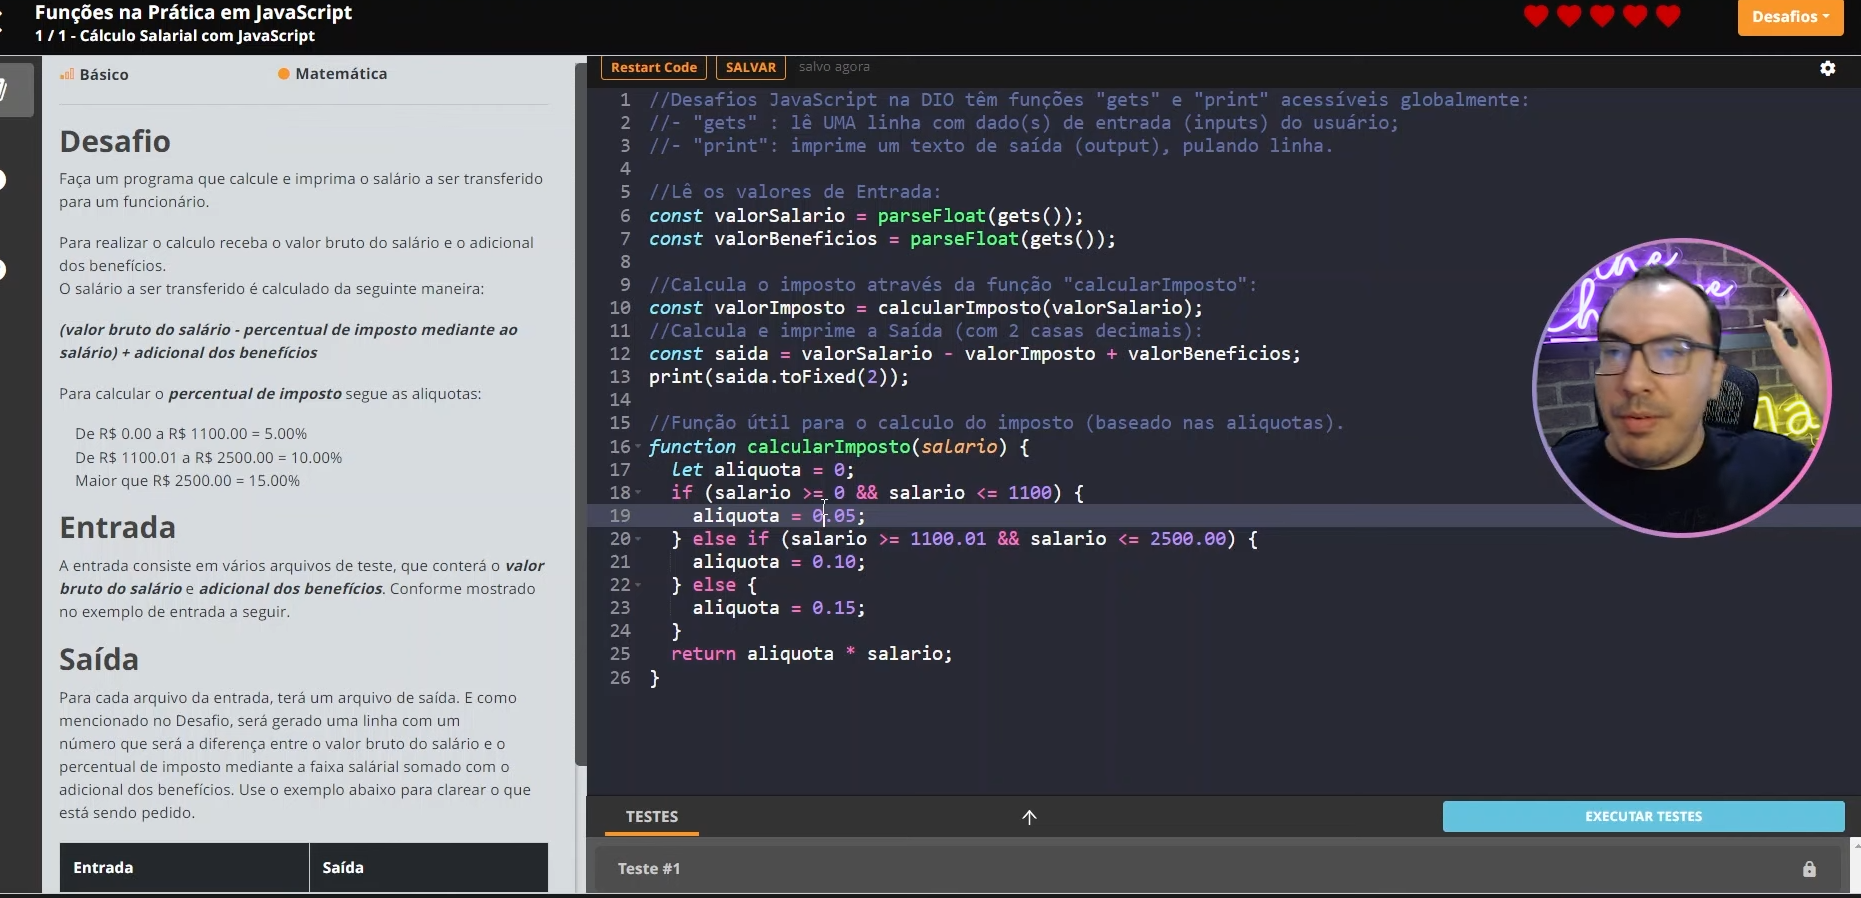 Funções na Prática em JavaScript
1 / 1 - Cálculo Salarial com JavaScript
Desafios
Básico
Matemática
Desafio
Faça um programa que calcule e imprima o salário a ser transferido
para um funcionário.
Para realizar o calculo receba o valor bruto do salário e o adicional
dos benefícios.
O salário a ser transferido é calculado da seguinte maneira:
(valor bruto do salário - percentual de imposto mediante ao
salário) + adicional dos benefícios
Para calcular o percentual de imposto segue as aliquotas:
De R$ 0.00 a R$ 1100.00 = 5.00%
De R$ 1100.01 a R$ 2500.00 = 10.00%
Maior que R$ 2500.00 = 15.00%
Entrada
A entrada consiste em vários arquivos de teste, que conterá o valor
bruto do salário e adicional dos benefícios. Conforme mostrado
no exemplo de entrada a seguir.
Saída
Para cada arquivo da entrada, terá um arquivo de saída. E como
mencionado no Desafio, será gerado uma linha com um
número que será a diferença entre o valor bruto do salário e o
percentual de imposto mediante a faixa salárial somado com o
adicional dos benefícios. Use o exemplo abaixo para clarear o que
está sendo pedido.
Entrada Saída
Restart Code SALVAR salvo agora
1 //Desafios JavaScript na DIO têm funções "gets" e "print" acessíveis globalmente:
2 //- "gets" : lê UMA linha com dado(s) de entrada (inputs) do usuário;
3 //- "print": imprime um texto de saída (output), pulando linha.
4
5 //Lê os valores de Entrada:
6 const valorSalario = parseFloat(gets());
7 const valorBeneficios = parseFloat(gets());
8
9 //Calcula o imposto através da função "calcularImposto":
10 const valorImposto = calcularImposto(valorSalario);
11 //Calcula e imprime a Saída (com 2 casas decimais):
12 const saida = valorSalario - valorImposto + valorBeneficios;
13 print(saida.toFixed(2));
14
15 //Função útil para o calculo do imposto (baseado nas aliquotas).
16 function calcularImposto(salario) {
17 let aliquota = 0;
18 if (salario >= 0 && salario <= 1100) {
19 aliquota = 0.05;
20 } else if (salario >= 1100.01 && salario <= 2500.00) {
21 aliquota = 0.10;
22 } else {
23 aliquota = 0.15;
24 }
25 return aliquota * salario;
26 }
TESTES
EXECUTAR TESTES
Teste #1